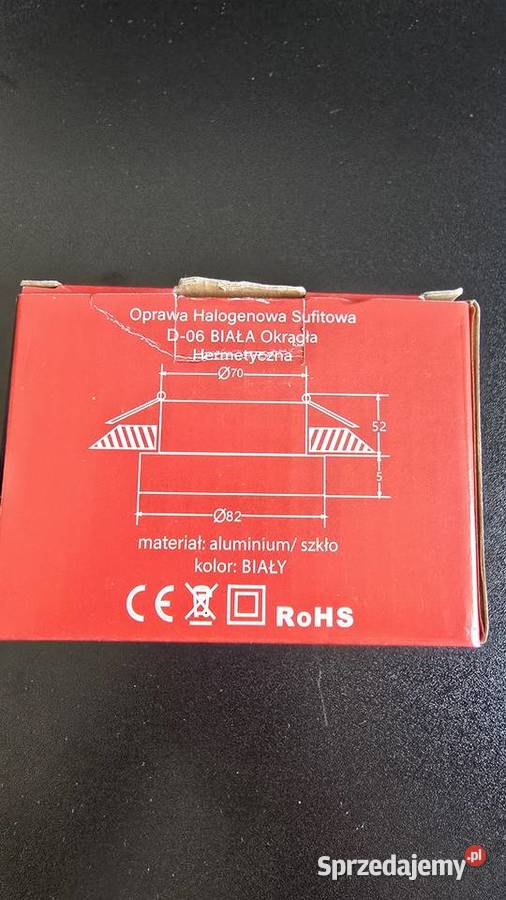 Oprawa Halogenowa Sufitowa
D-06 BIAŁA Okrągła
Hermetyczna
Ø70
52
5
Ø82
materiał: aluminium/ szkło
kolor: BIAŁY
CE RoHS
Sprzedajemy.pl